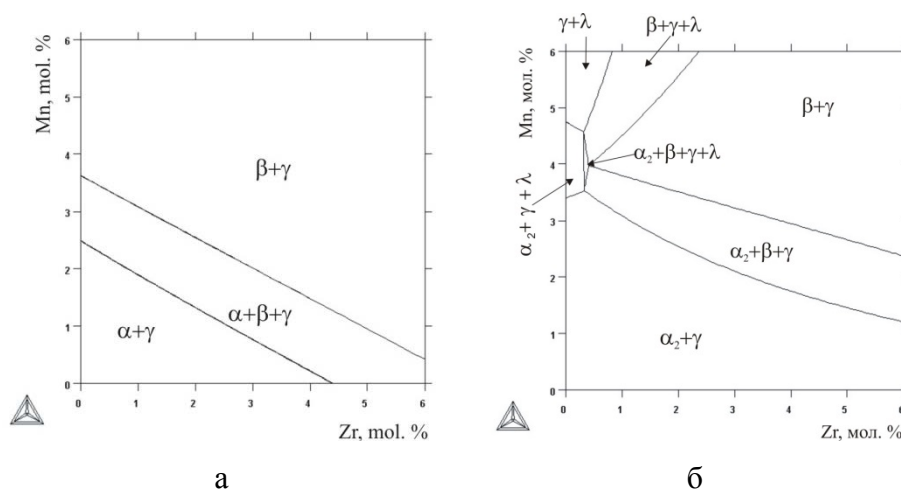 Mn, mol. %
6
5
4
3
2
1
0
β+γ
α+β+γ
α+γ
0 1 2 3 4 5 6
Zr, mol. %
а
γ+λ
β+γ+λ
Mn, мол. %
6
5
4
3
2
1
0
β+γ
α₂+β+γ+λ
α₂+ γ + λ
α₂+β+γ
α₂+γ
0 1 2 3 4 5 6
Zr, мол. %
б